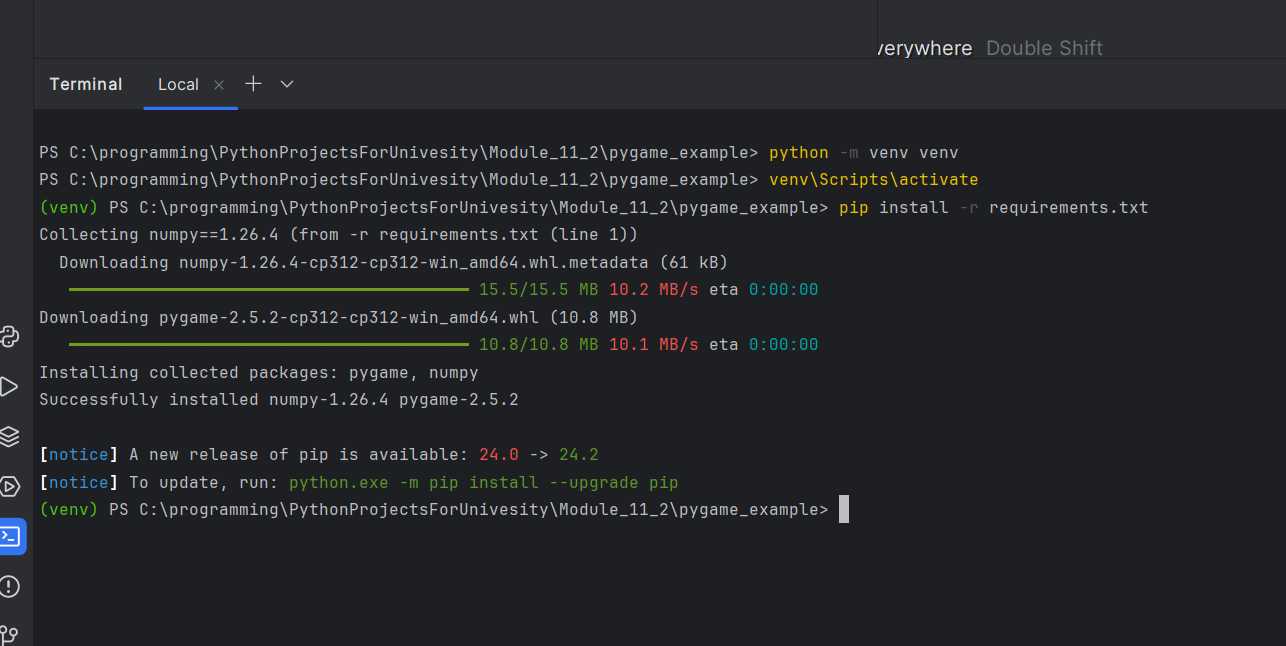 verywhere Double Shift
Terminal Local
PS C:\programming\PythonProjectsForUnivesity\Module_11_2\pygame_example> python -m venv venv
PS C:\programming\PythonProjectsForUnivesity\Module_11_2\pygame_example> venv\Scripts\activate
(venv) PS C:\programming\PythonProjectsForUnivesity\Module_11_2\pygame_example> pip install -r requirements.txt
Collecting numpy==1.26.4 (from -r requirements.txt (line 1))
  Downloading numpy-1.26.4-cp312-cp312-win_amd64.whl.metadata (61 kB)
15.5/15.5 MB 10.2 MB/s eta 0:00:00
Downloading pygame-2.5.2-cp312-cp312-win_amd64.whl (10.8 MB)
10.8/10.8 MB 10.1 MB/s eta 0:00:00
Installing collected packages: pygame, numpy
Successfully installed numpy-1.26.4 pygame-2.5.2
[notice] A new release of pip is available: 24.0 -> 24.2
[notice] To update, run: python.exe -m pip install --upgrade pip
(venv) PS C:\programming\PythonProjectsForUnivesity\Module_11_2\pygame_example>